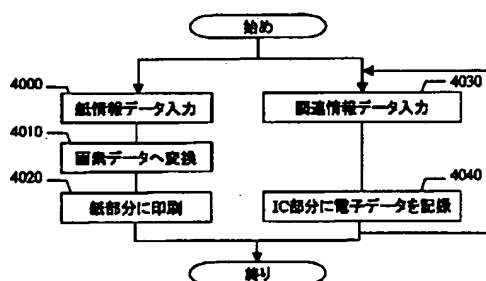 始め
4000
紙情報データ入力
4030
関連情報データ入力
4010
画像データへ変換
4020
紙部分に印刷
4040
IC部分に電子データを記録
終り